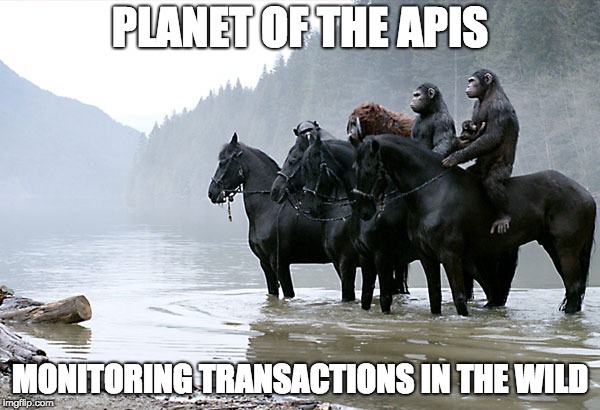 PLANET OF THE APIS
MONITORING TRANSACTIONS IN THE WILD
imgflip.com